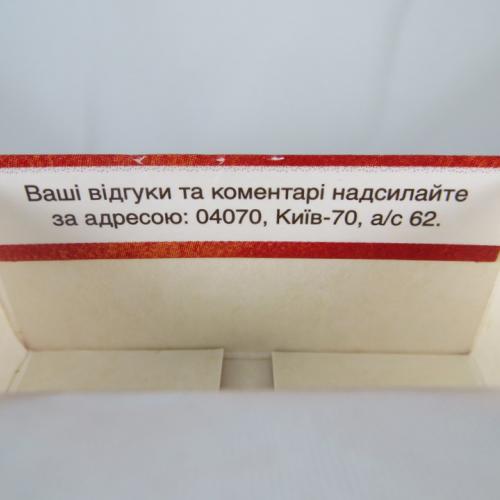 Ваші відгуки та коментарі надсилайте
за адресою: 04070, Київ-70, а/с 62.